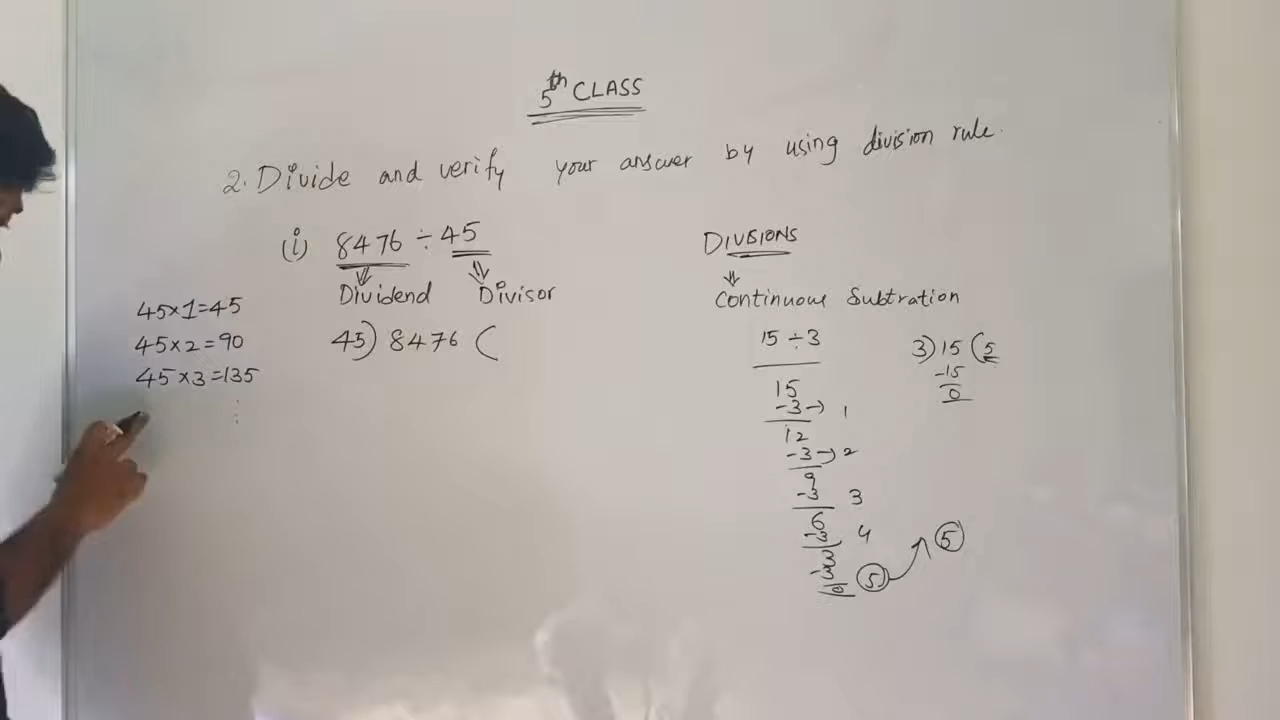 5th CLASS
2. Divide and verify your answer by using division rule.
(i) 8476 ÷ 45
Dividend Divisor
45×1=45
45×2=90
45×3=135
:
45) 8476 (
DIVISIONS
Continuous Subtration
15 ÷ 3
15
-3→ 1
12
-3→ 2
9
-3 3
6
-3 4
3
-3 5
0
5
3) 15 (5
-15
0